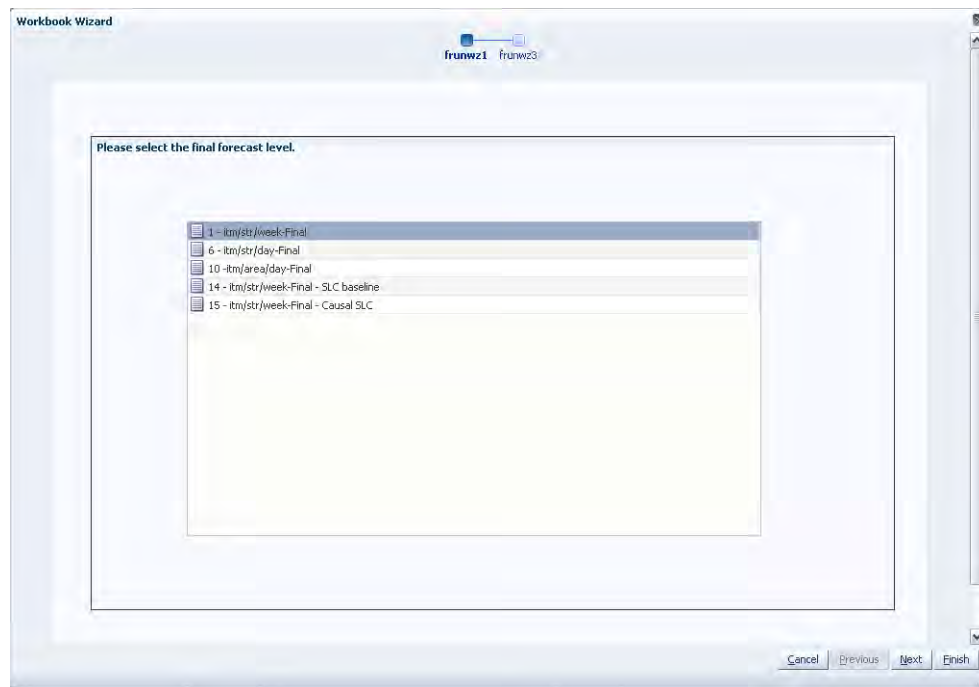 Workbook Wizard
frunwz1 frunwz3
Please select the final forecast level.
1 - itm/str/week-Final
6 - itm/str/day-Final
10 -itm/area/day-Final
14 - itm/str/week-Final - SLC baseline
15 - itm/str/week-Final - Causal SLC
Cancel Previous Next Finish